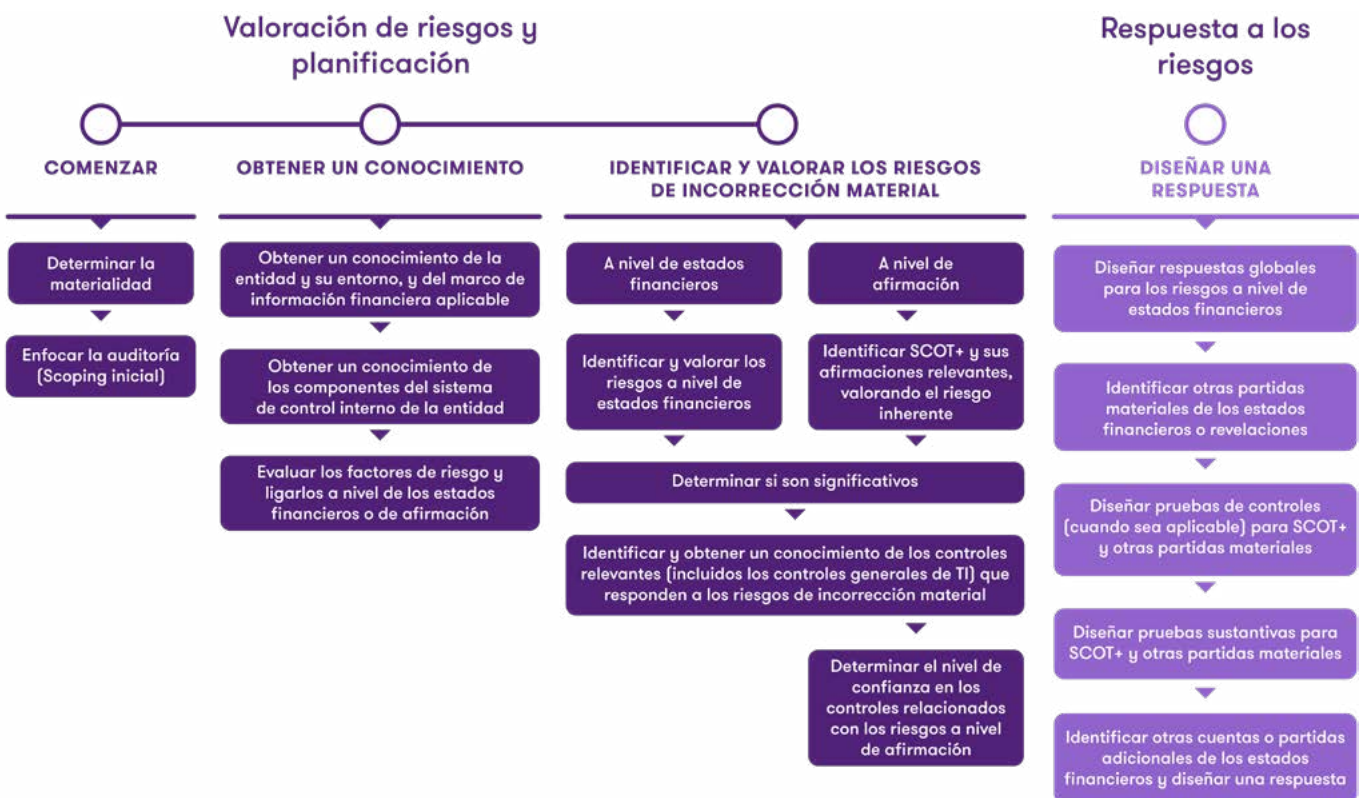 Valoración de riesgos y
planificación
Respuesta a los
riesgos
COMENZAR
OBTENER UN CONOCIMIENTO
IDENTIFICAR Y VALORAR LOS RIESGOS
DE INCORRECCIÓN MATERIAL
DISEÑAR UNA
RESPUESTA
Determinar la
materialidad
Enfocar la auditoría
(Scoping inicial)
Obtener un conocimiento de la
entidad y su entorno, y del marco de
información financiera aplicable
Obtener un conocimiento de
los componentes del sistema
de control interno de la entidad
Evaluar los factores de riesgo y
ligarlos a nivel de los estados
financieros o de afirmación
A nivel de estados
financieros
A nivel de
afirmación
Identificar y valorar los
riesgos a nivel de
estados financieros
Identificar SCOT+ y sus
afirmaciones relevantes,
valorando el riesgo
inherente
Determinar si son significativos
Identificar y obtener un conocimiento de los controles
relevantes (incluidos los controles generales de TI) que
responden a los riesgos de incorrección material
Determinar el nivel de
confianza en los
controles relacionados
con los riesgos a nivel
de afirmación
Diseñar respuestas globales
para los riesgos a nivel de
estados financieros
Identificar otras partidas
materiales de los estados
financieros o revelaciones
Diseñar pruebas de controles
(cuando sea aplicable) para SCOT+
y otras partidas materiales
Diseñar pruebas sustantivas para
SCOT+ y otras partidas materiales
Identificar otras cuentas o partidas
adicionales de los estados
financieros y diseñar una respuesta